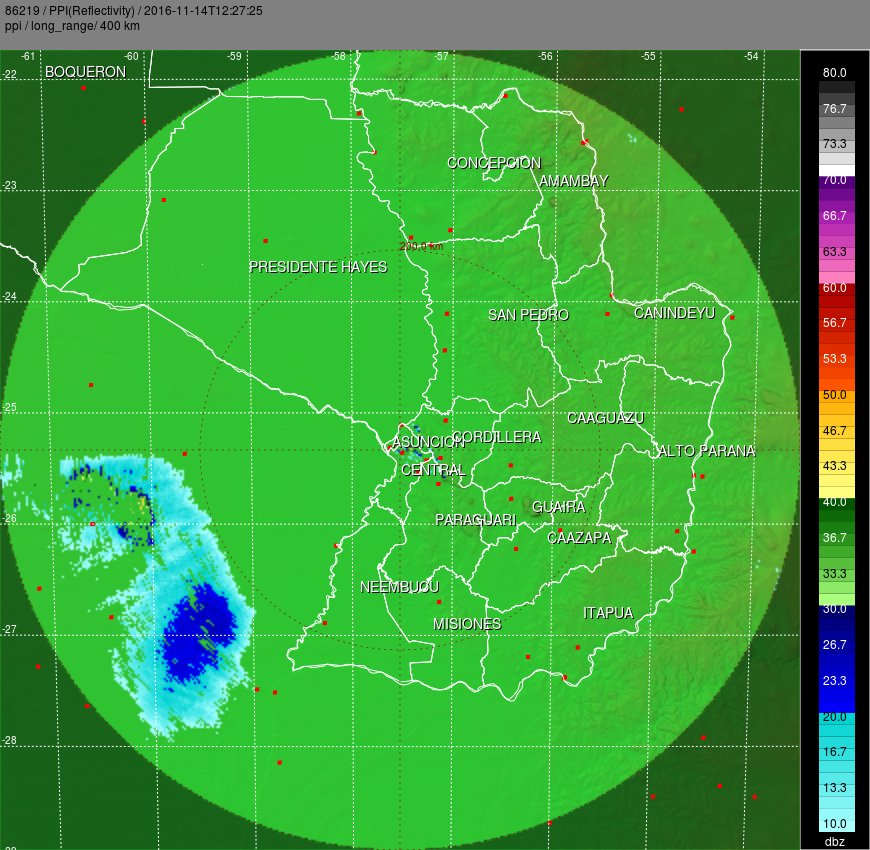 86219 / PPI(Reflectivity) / 2016-11-14T12:27:25
ppi / long_range/ 400 km
-61 -60 -59 -58 -57 -56 -55 -54
BOQUERON
-22
80.0
76.7
73.3
CONCEPCION
AMAMBAY
-23
70.0
66.7
200.0 km
63.3
PRESIDENTE HAYES
60.0
-24
SAN PEDRO
CANINDEYU
56.7
53.3
50.0
-25
CAAGUAZU
46.7
ASUNCION
CORDILLERA
ALTO PARANA
43.3
CENTRAL
40.0
GUAIRA
-26
PARAGUARI
CAAZAPA
36.7
33.3
NEEMBUCU
30.0
MISIONES
ITAPUA
-27
26.7
23.3
20.0
-28
16.7
13.3
10.0
dbz